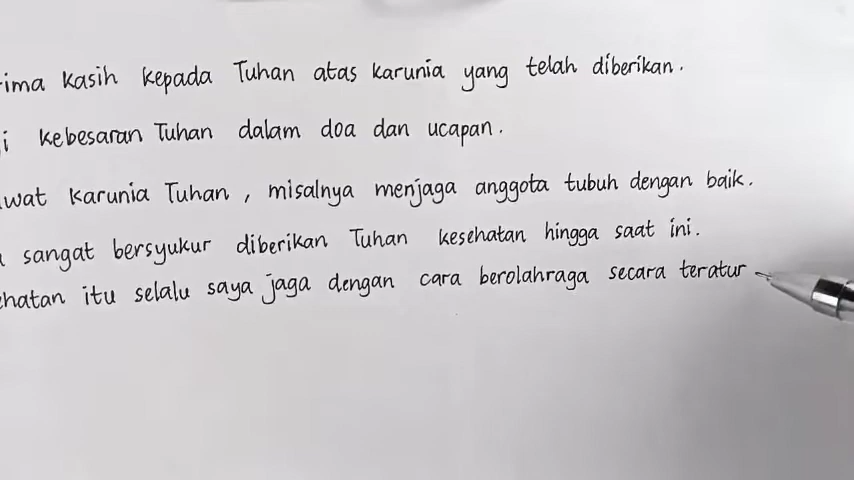 ima kasih kepada Tuhan atas karunia yang telah diberikan.
i kebesaran Tuhan dalam doa dan ucapan.
wat karunia Tuhan, misalnya menjaga anggota tubuh dengan baik.
sangat bersyukur diberikan Tuhan kesehatan hingga saat ini.
hatan itu selalu saya jaga dengan cara berolahraga secara teratur